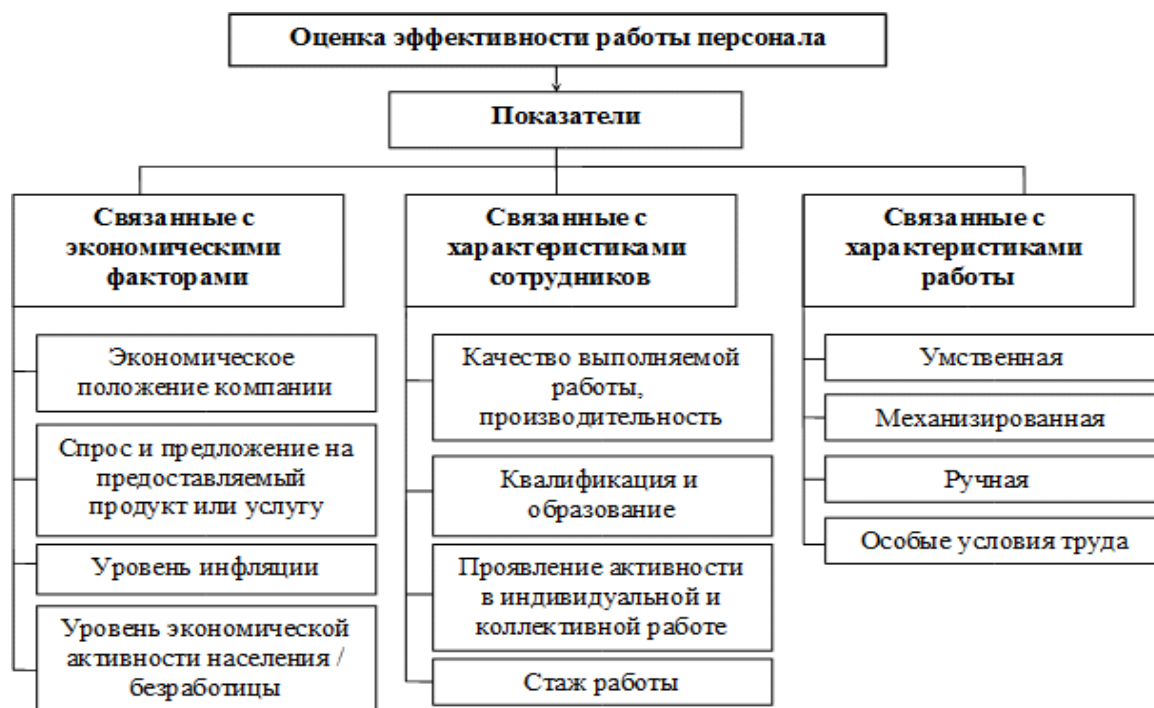 Оценка эффективности работы персонала
Показатели
Связанные с
экономическими
факторами
Экономическое
положение компании
Спрос и предложение на
предоставляемый
продукт или услугу
Уровень инфляции
Уровень экономической
активности населения /
безработицы
Связанные с
характеристиками
сотрудников
Качество выполняемой
работы,
производительность
Квалификация и
образование
Проявление активности
в индивидуальной и
коллективной работе
Стаж работы
Связанные с
характеристиками
работы
Умственная
Механизированная
Ручная
Особые условия труда